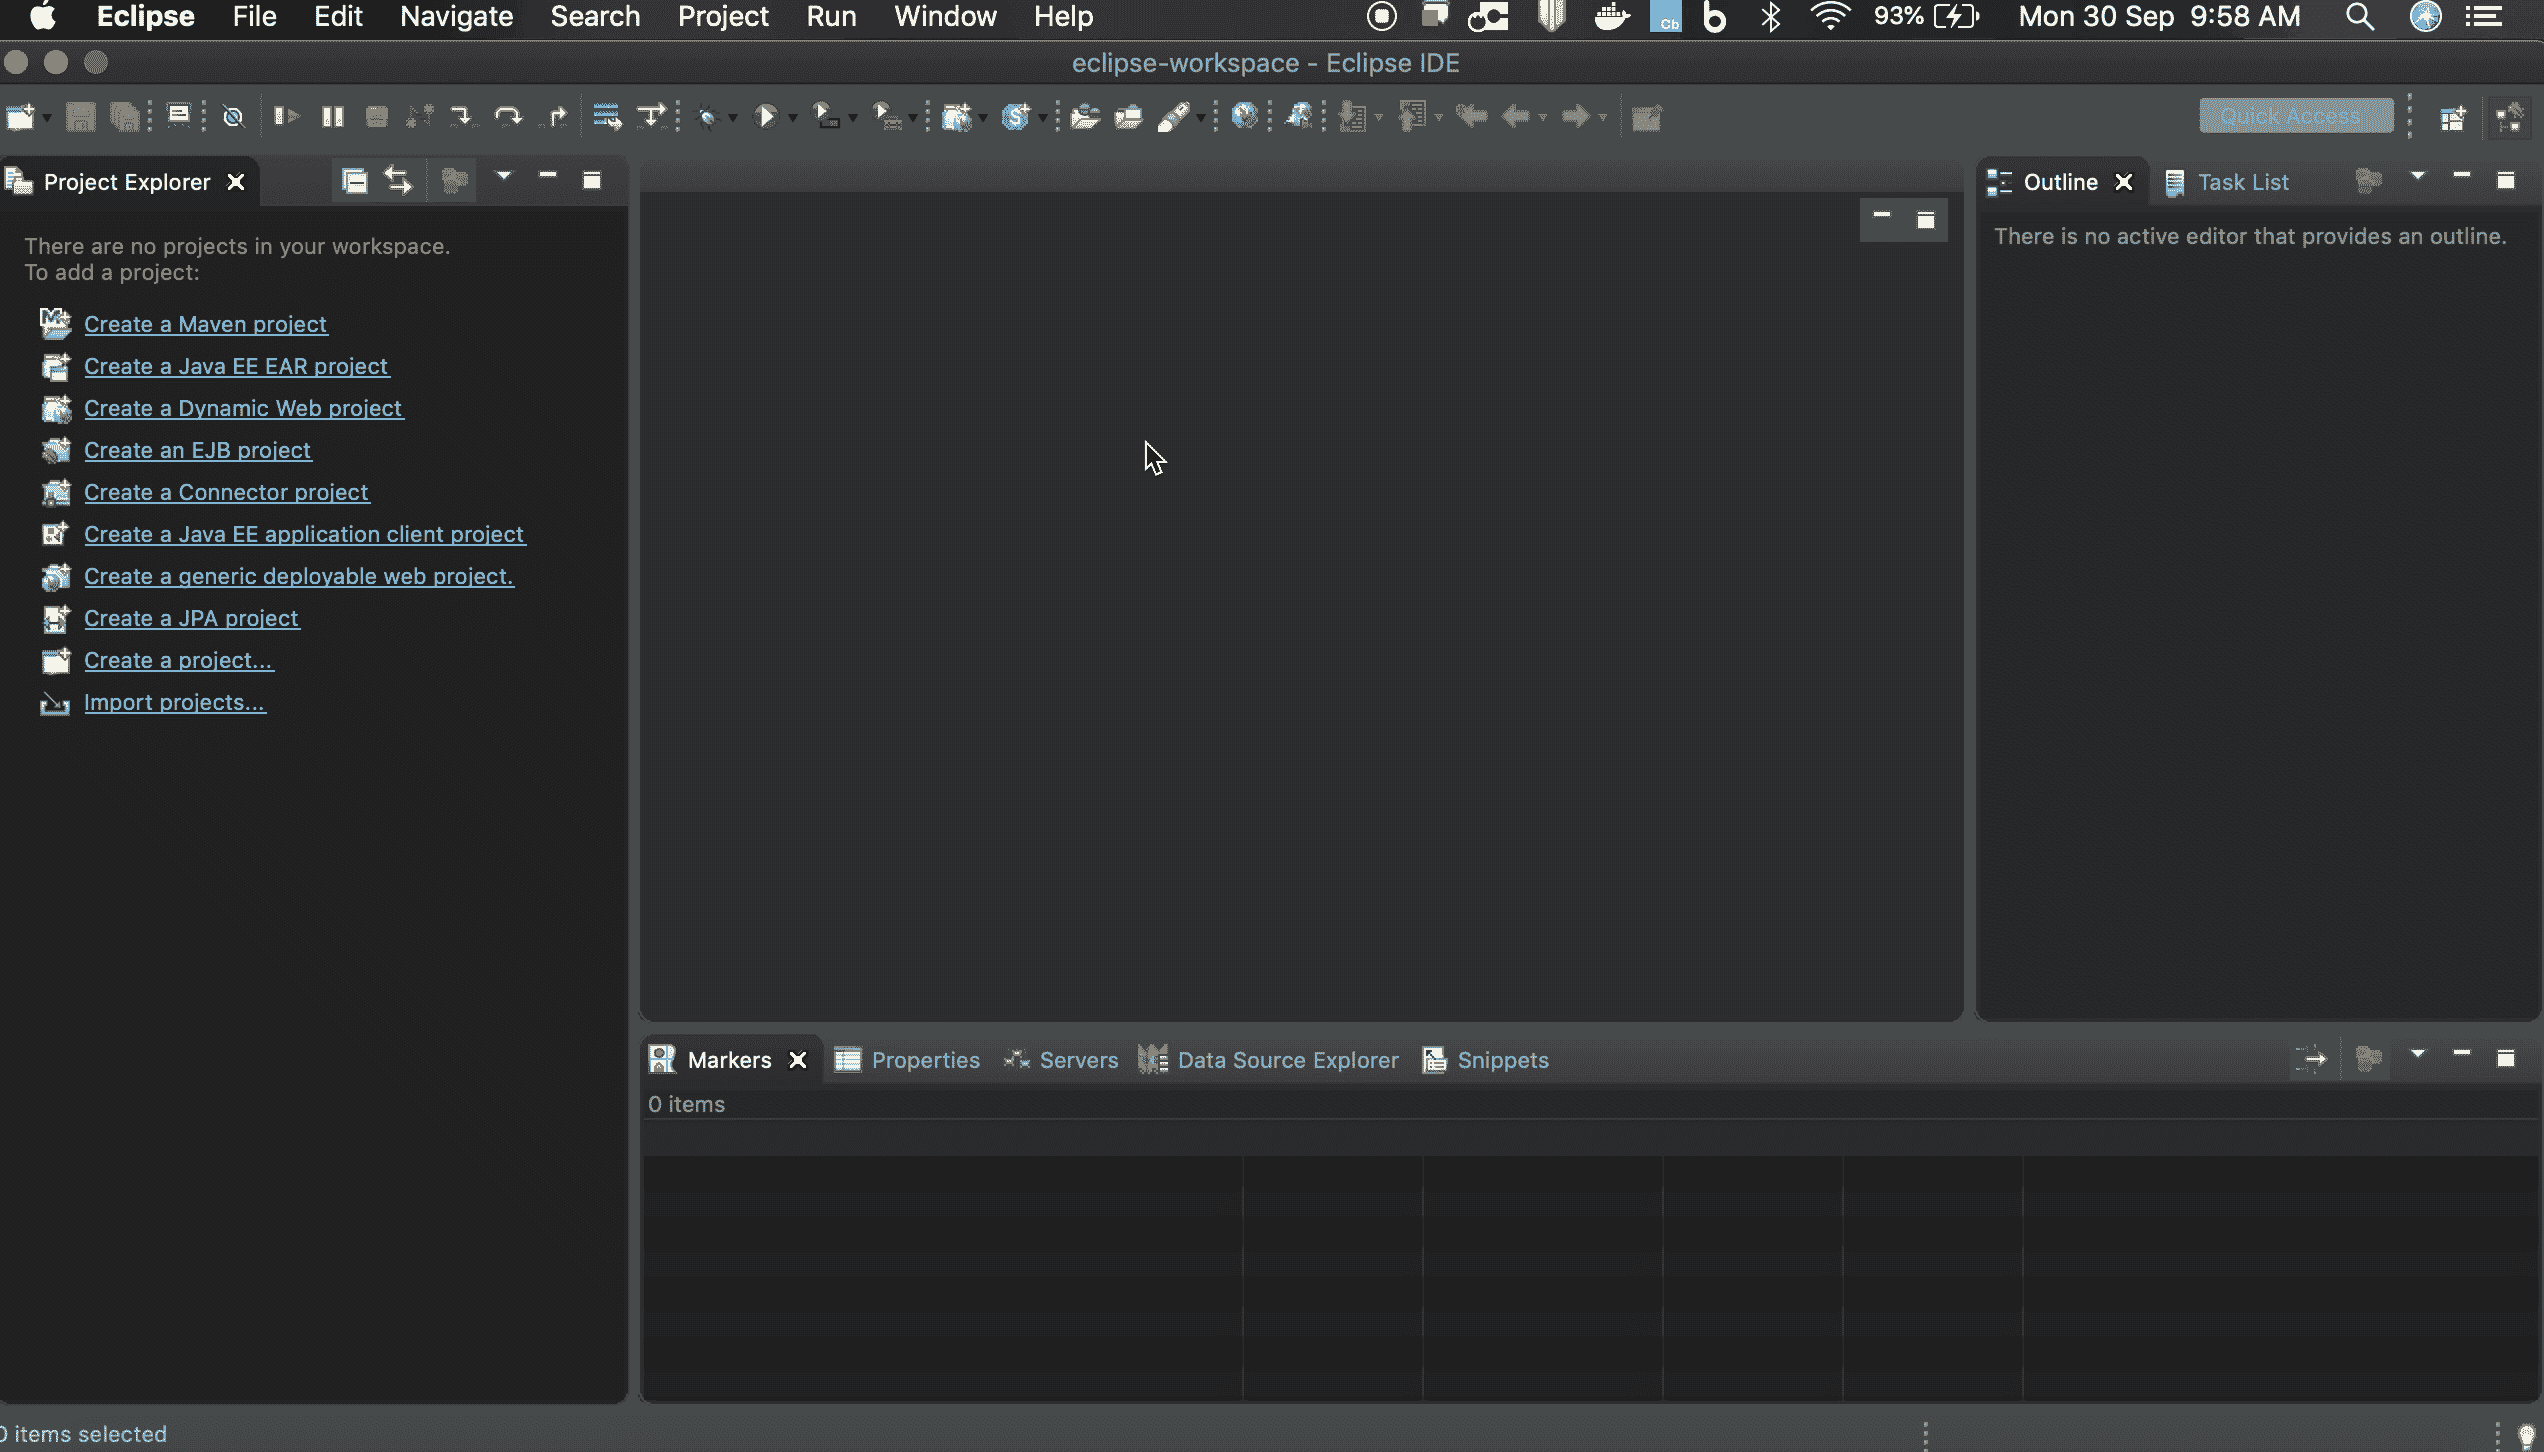 Eclipse File Edit Navigate Search Project Run Window Help Cb b 93% Mon 30 Sep 9:58 AM
eclipse-workspace - Eclipse IDE
Quick Access
Project Explorer
There are no projects in your workspace.
To add a project:
Create a Maven project
Create a Java EE EAR project
Create a Dynamic Web project
Create an EJB project
Create a Connector project
Create a Java EE application client project
Create a generic deployable web project.
Create a JPA project
Create a project...
Import projects...
Outline Task List
There is no active editor that provides an outline.
Markers Properties Servers Data Source Explorer Snippets
0 items
0 items selected